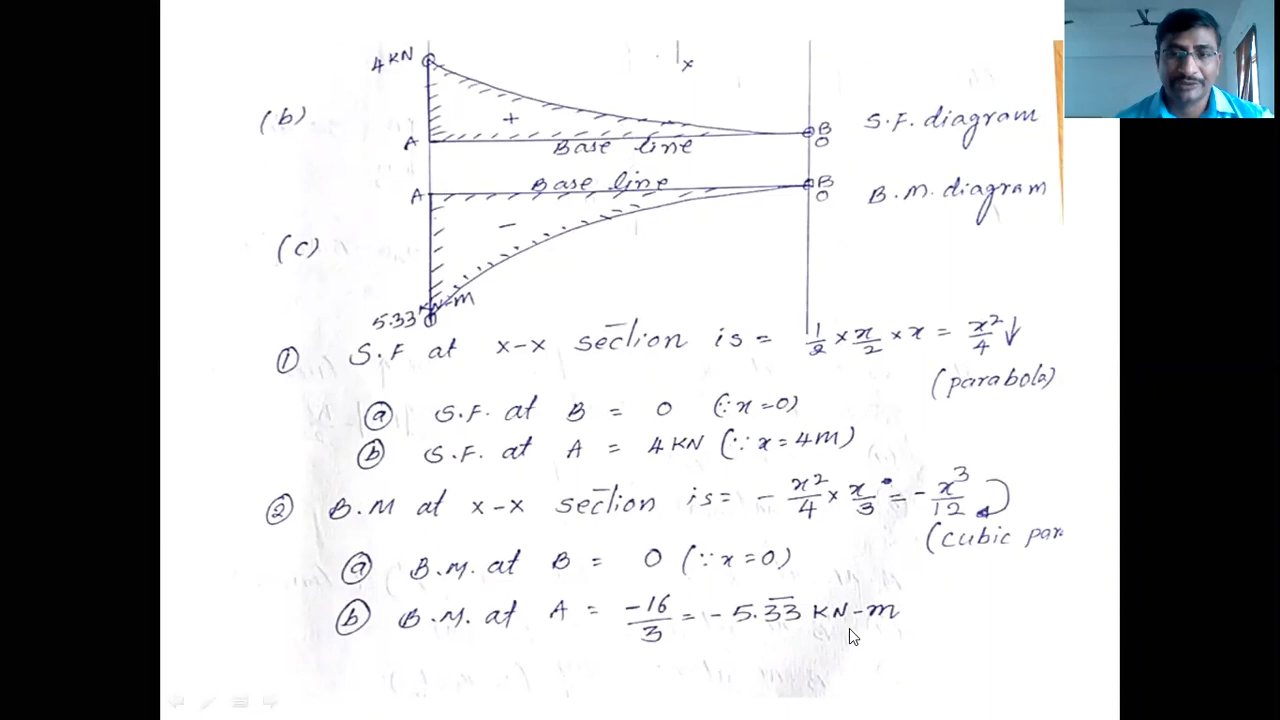 4 KN
x
(b)
+
A
Base line
B
0
S.F. diagram
A
Base line
B
0
B.M. diagram
(c)
−
5.33 KN-m
① S.F at x-x section is = 1/2 × x/2 × x = x²/4 ↓
(parabola)
ⓐ S.F. at B = 0 (∵ x=0)
ⓑ S.F. at A = 4 KN (∵ x=4m)
② B.M at x-x section is = - x²/4 × x/3 = - x³/12
(cubic par
ⓐ B.M. at B = 0 (∵ x=0)
ⓑ B.M. at A = -16/3 = - 5.33 KN-m